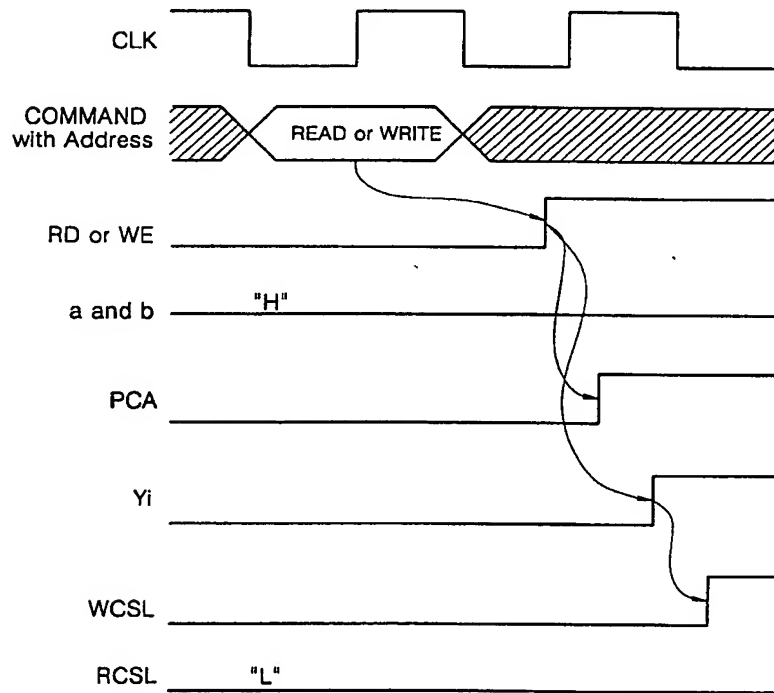 CLK
COMMAND
with Address
READ or WRITE
RD or WE
a and b
"H"
PCA
Yi
WCSL
RCSL
"L"